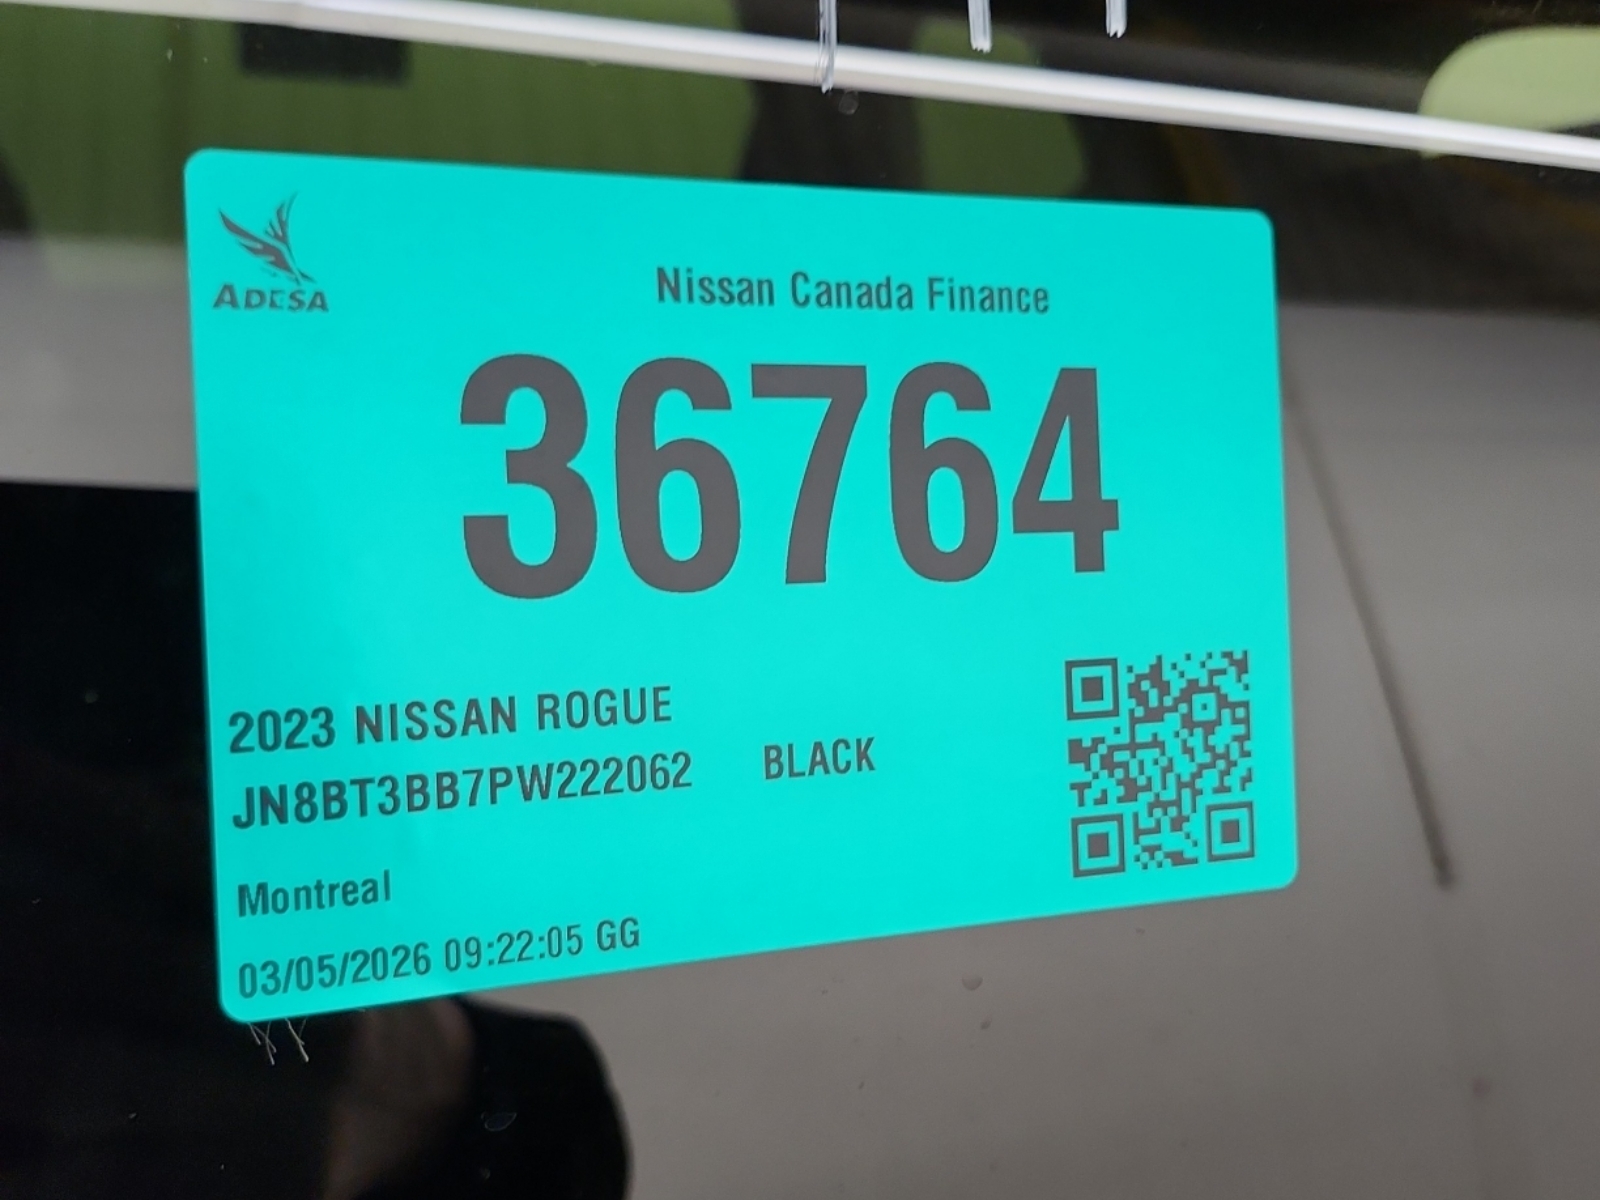 ADESA
Nissan Canada Finance
36764
2023 NISSAN ROGUE
JN8BT3BB7PW222062 BLACK
Montreal
03/05/2026 09:22:05 GG